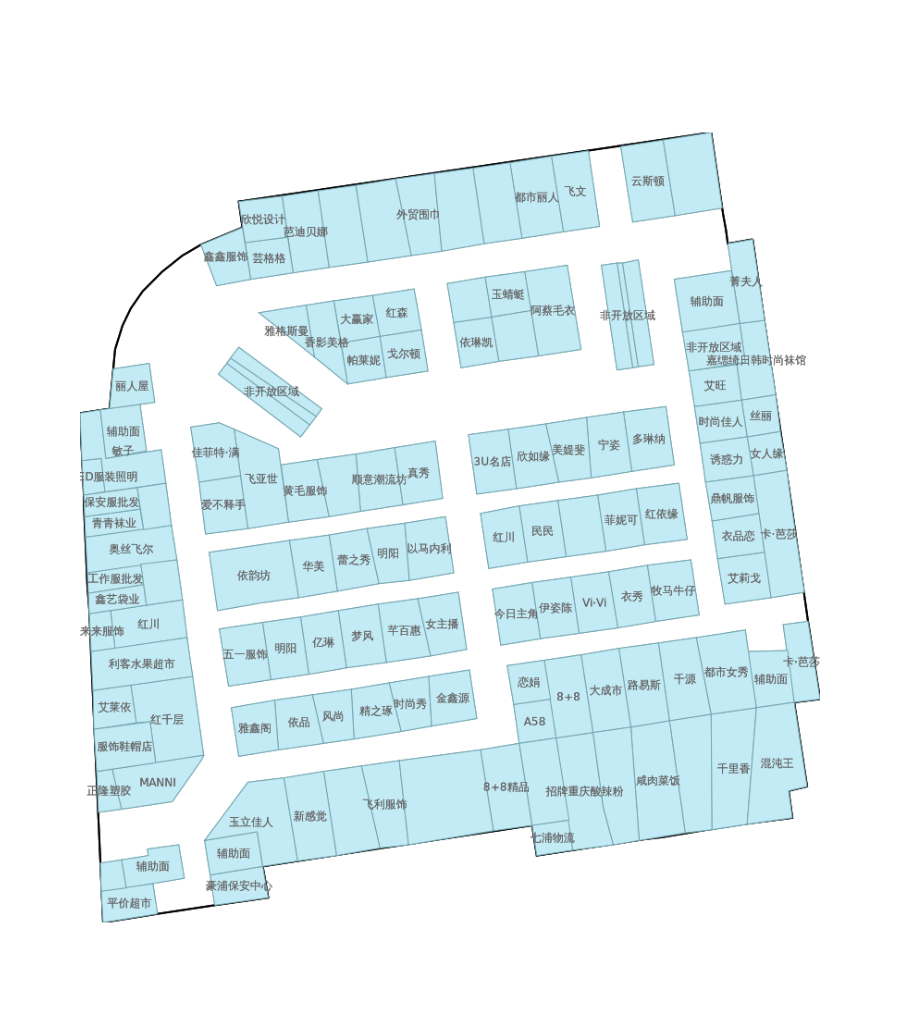 云斯顿
飞文
都市丽人
外贸围巾
欣悦设计
芭迪贝娜
鑫鑫服饰
芸格格
菁夫人
辅助面
玉蜻蜓
阿蔡毛衣
非开放区域
红森
大赢家
雅格斯曼
香影美格
依琳凯
帕莱妮
戈尔顿
非开放区域
嘉缌绮日韩时尚袜馆
丽人屋
非开放区域
艾旺
时尚佳人
丝丽
辅助面
敏子
佳菲特·满
3U名店
欣如缘
美媞菲
宁姿
多琳纳
诱惑力
女人缘
ED服装照明
飞亚世
黄毛服饰
顺意潮流坊
真秀
保安服批发
爱不释手
鼎帆服饰
青青袜业
红川
民民
菲妮可
红依缘
衣品恋
卡·芭莎
奥丝飞尔
依韵坊
华美
蕾之秀
明阳
以马内利
工作服批发
艾莉戈
鑫艺袋业
今日主角
伊姿陈
Vi-Vi
衣秀
牧马仔仔
来来服饰
红川
五一服饰
明阳
亿琳
梦风
芊百惠
女主播
利客水果超市
恋娟
8+8
大成市
路易斯
千源
都市女秀
辅助面
卡·芭莎
艾莱依
红千层
雅鑫阁
依品
风尚
精之琢
时尚秀
金鑫源
A58
服饰鞋帽店
正隆塑胶
MANNI
玉立佳人
新感觉
飞利服饰
8+8精品
招牌重庆酸辣粉
咸肉菜饭
千里香
混沌王
七浦物流
辅助面
辅助面
豪浦保安中心
平价超市